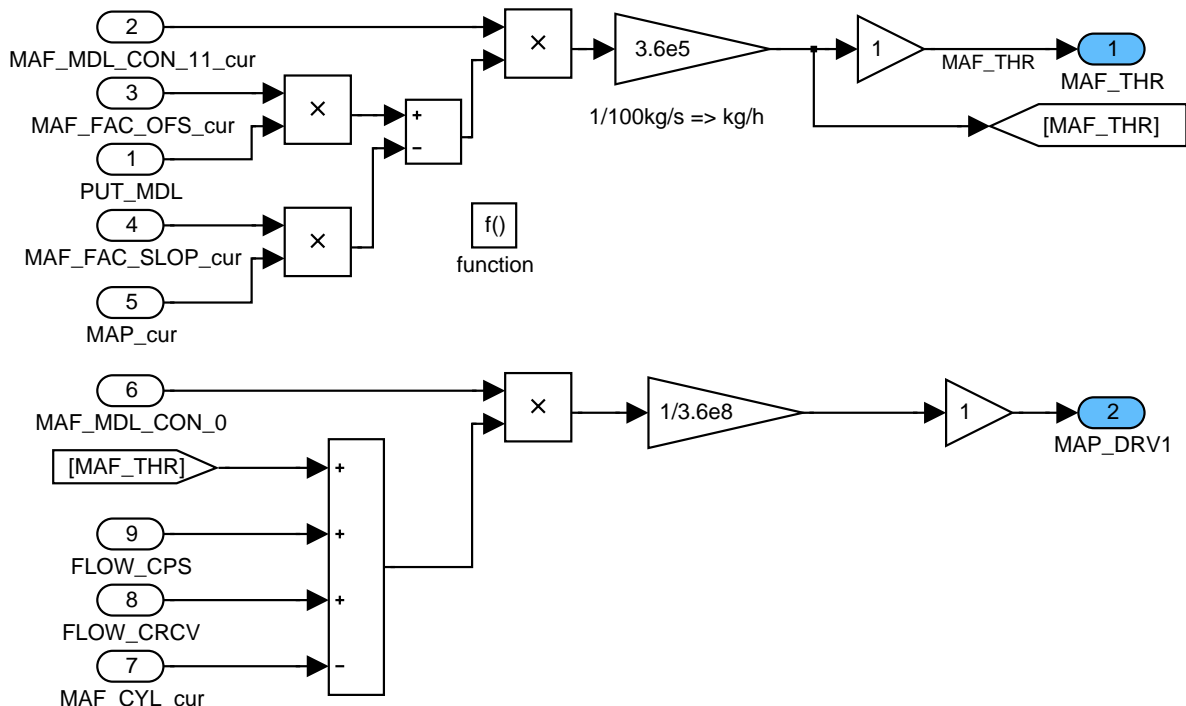 2
MAF_MDL_CON_11_cur
3
MAF_FAC_OFS_cur
1
PUT_MDL
4
MAF_FAC_SLOP_cur
5
MAP_cur
×
×
+
−
×
3.6e5
1/100kg/s => kg/h
1
MAF_THR
1
MAF_THR
[MAF_THR]
f()
function
6
MAF_MDL_CON_0
[MAF_THR]
9
FLOW_CPS
8
FLOW_CRCV
7
MAF_CYL_cur
+
+
+
−
×
1/3.6e8
1
2
MAP_DRV1